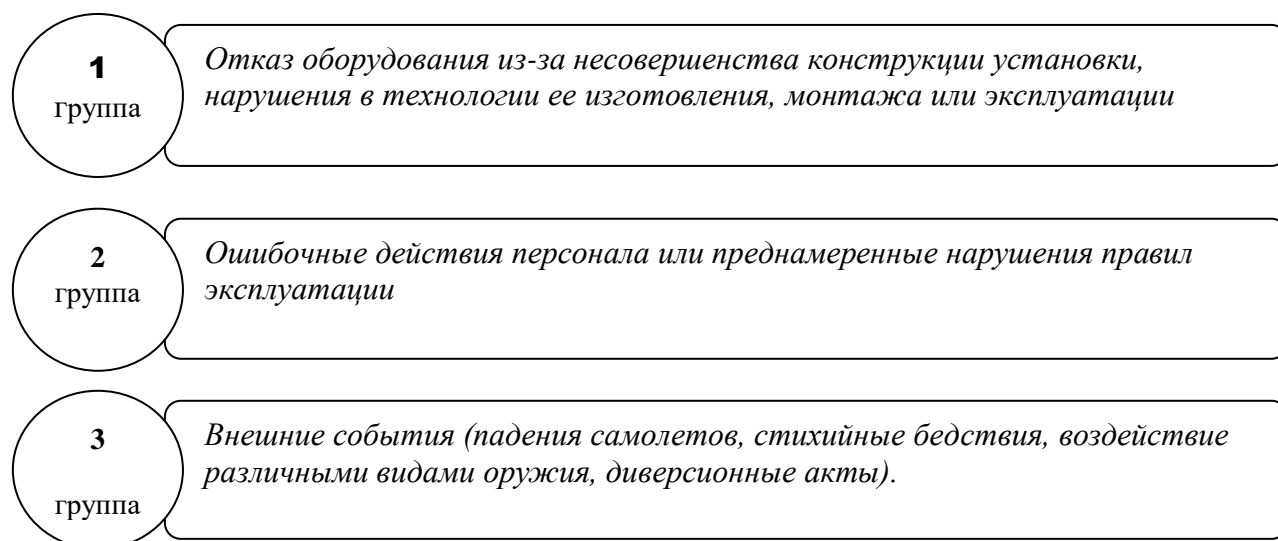 1
группа
Отказ оборудования из-за несовершенства конструкции установки,
нарушения в технологии ее изготовления, монтажа или эксплуатации
2
группа
Ошибочные действия персонала или преднамеренные нарушения правил
эксплуатации
3
группа
Внешние события (падения самолетов, стихийные бедствия, воздействие
различными видами оружия, диверсионные акты).